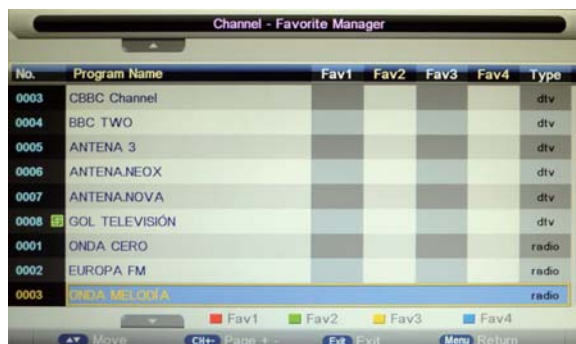 Channel - Favorite Manager
No. Program Name Fav1 Fav2 Fav3 Fav4 Type
0003 CBBC Channel dtv
0004 BBC TWO dtv
0005 ANTENA 3 dtv
0006 ANTENA.NEOX dtv
0007 ANTENA.NOVA dtv
0008 GOL TELEVISIÓN dtv
0001 ONDA CERO radio
0002 EUROPA FM radio
0003 ONDA MELODÍA radio
Fav1 Fav2 Fav3 Fav4
Move CH+- Page + - Exit Exit Menu Return